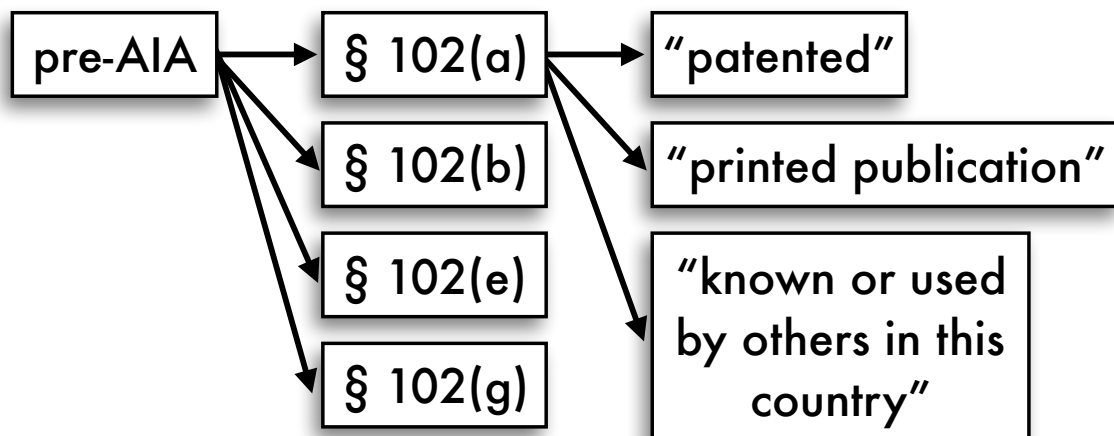 pre-AIA
§ 102(a)
“patented”
§ 102(b)
“printed publication”
§ 102(e)
“known or used
by others in this
country”
§ 102(g)